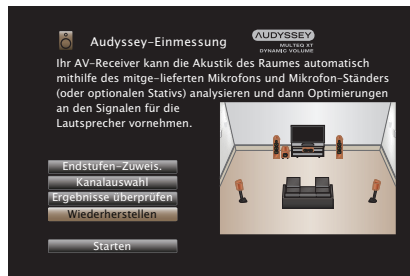 Audyssey-Einmessung
AUDYSSEY
MULTEQ XT
DYNAMIC VOLUME
Ihr AV-Receiver kann die Akustik des Raumes automatisch
mithilfe des mitge-lieferten Mikrofons und Mikrofon-Ständers
(oder optionalen Stativs) analysieren und dann Optimierungen
an den Signalen für die
Lautsprecher vornehmen.
Endstufen-Zuweis.
Kanalauswahl
Ergebnisse überprüfen
Wiederherstellen
Starten